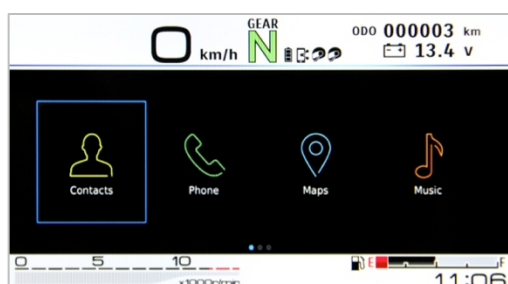 GEAR
0 km/h N
ODO 000003 km
13.4 v
Contacts Phone Maps Music
0 5 10
x1000r/min
E F
11:06